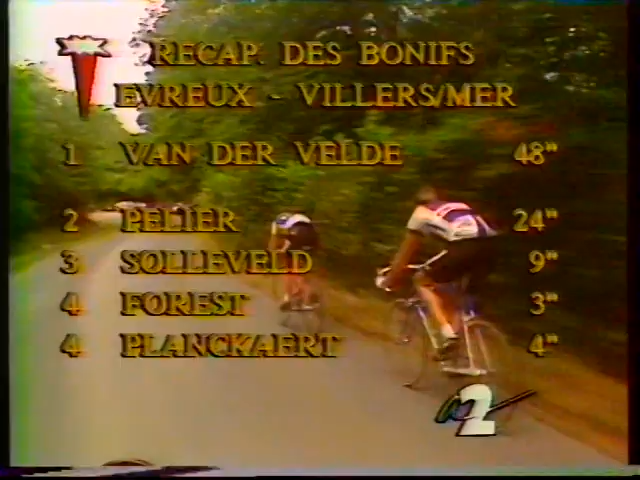 RECAP. DES BONIFS
EVREUX - VILLERS/MER
1 VAN DER VELDE 48"
2 PELIER 24"
3 SOLLEVELD 9"
4 FOREST 3"
4 PLANCKAERT 4"
2